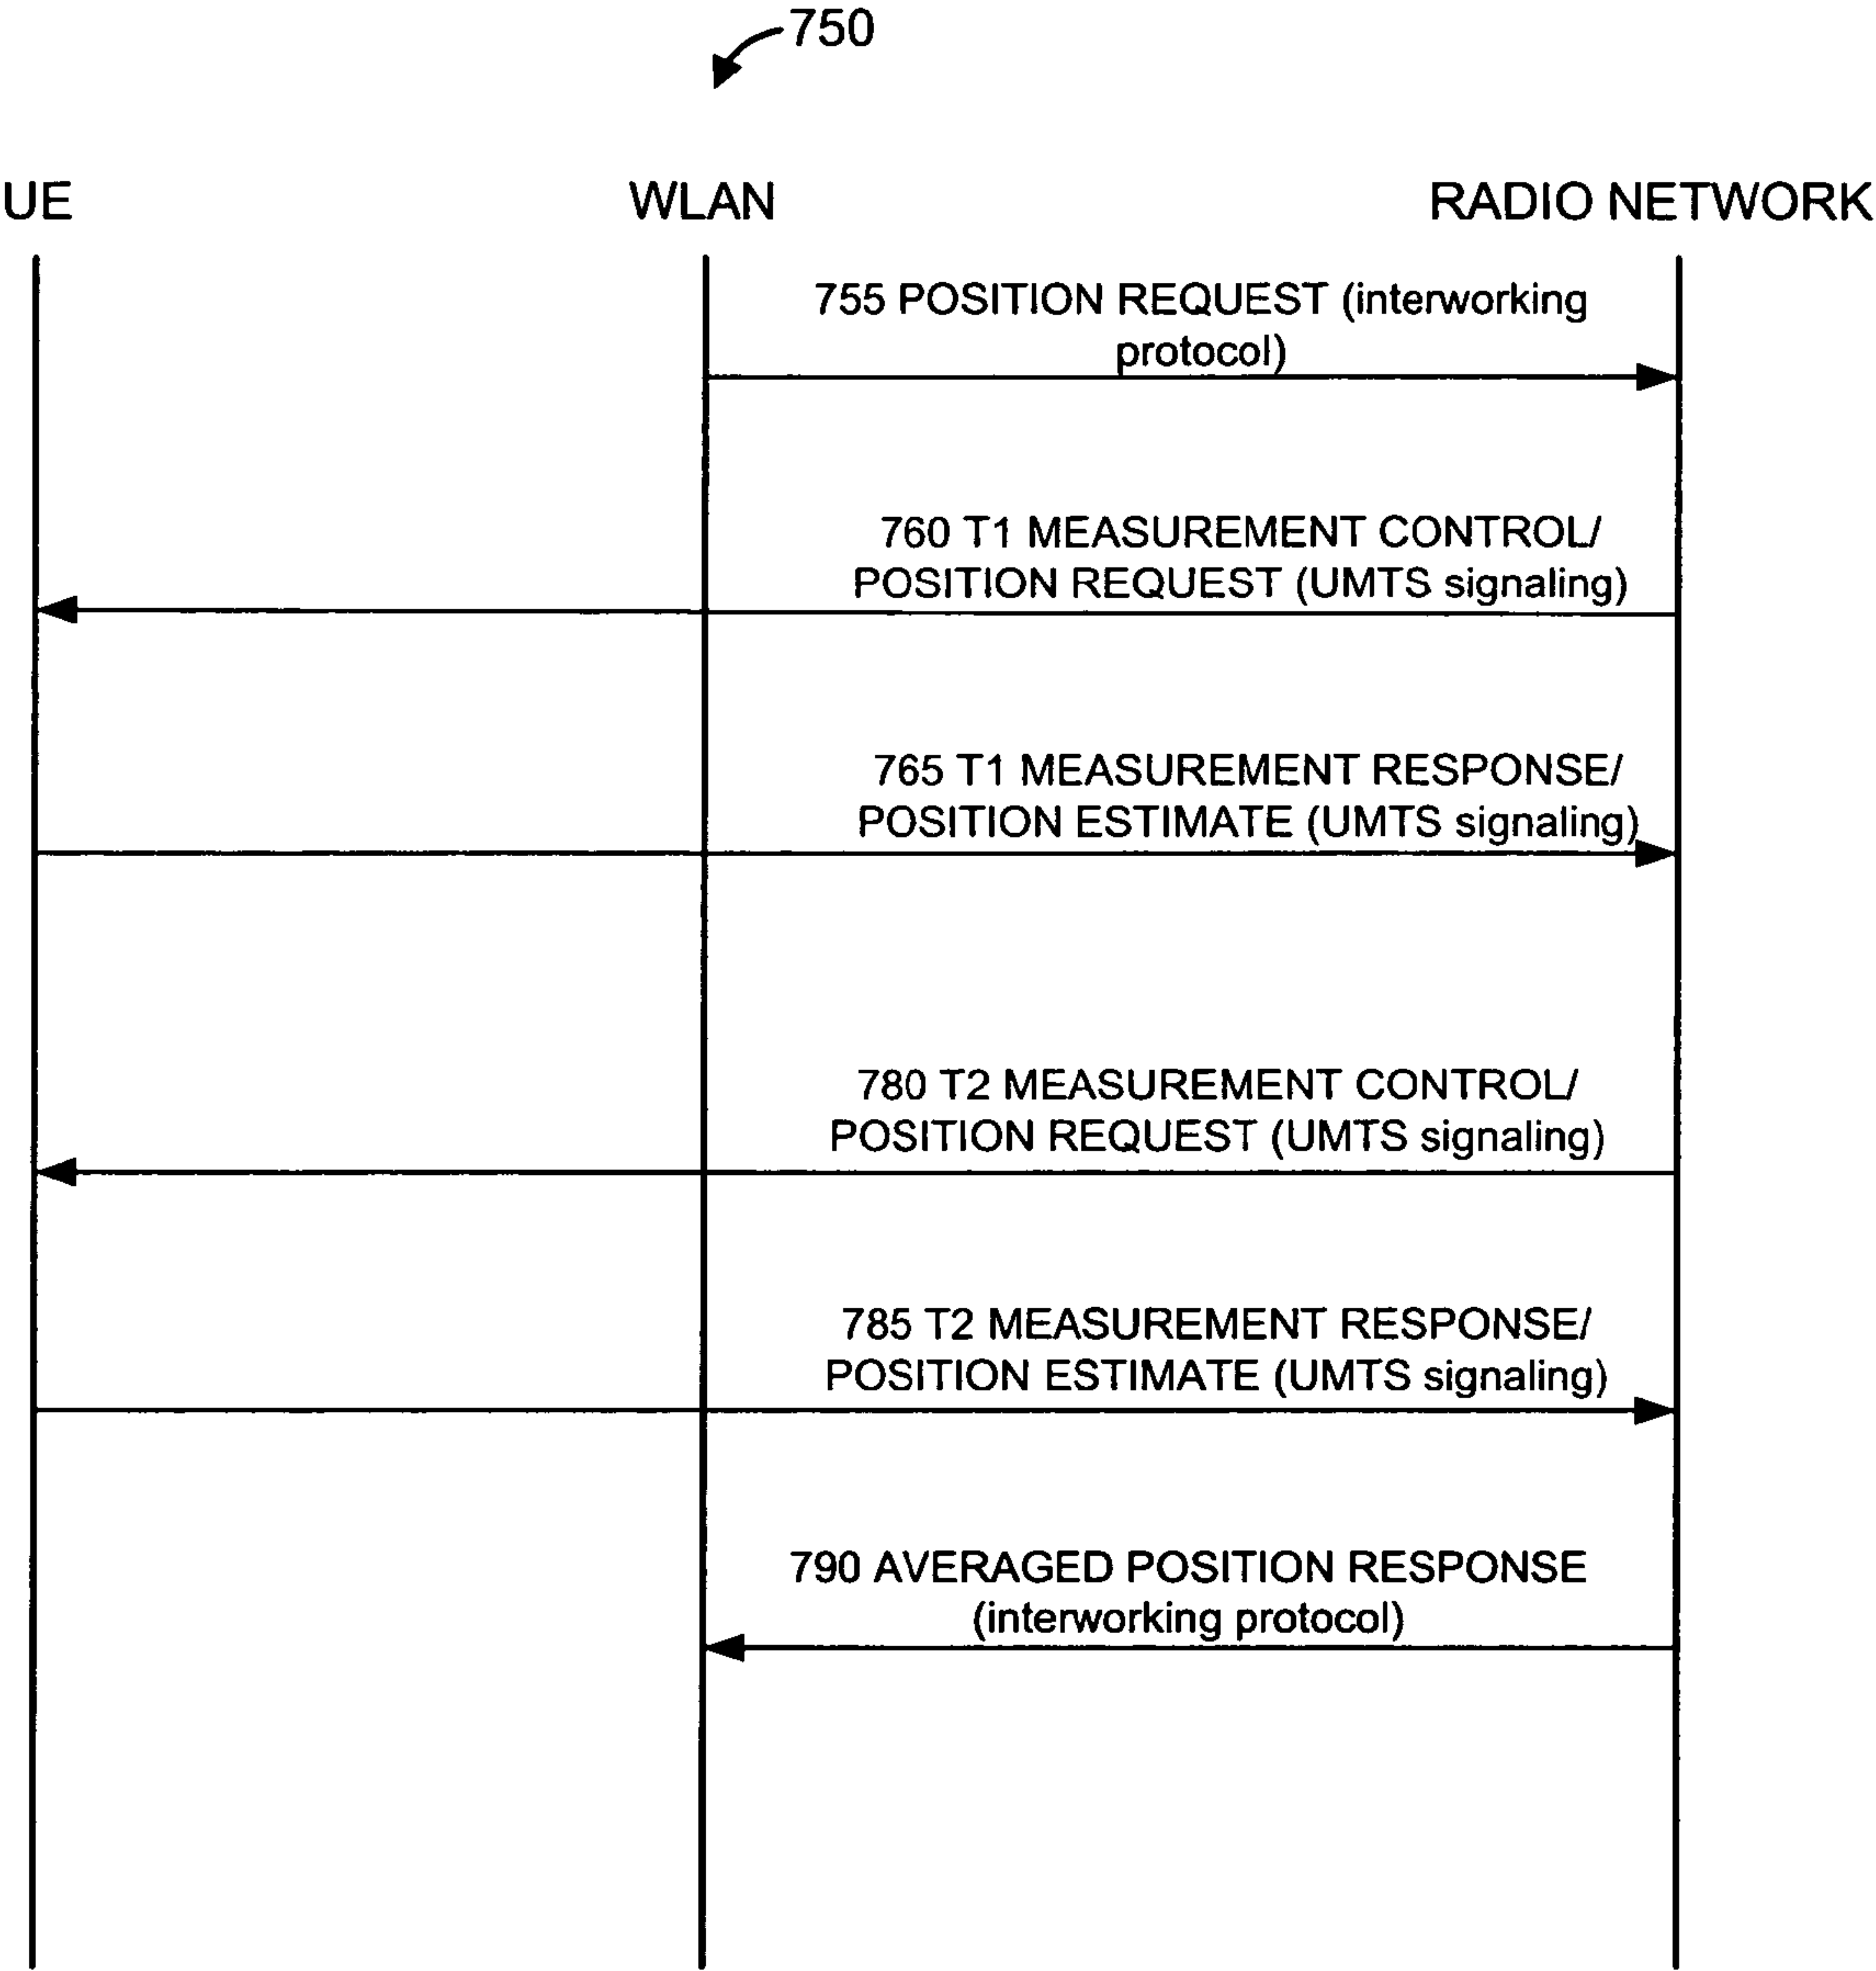 750
UE
WLAN
RADIO NETWORK
755 POSITION REQUEST (interworking
protocol)
760 T1 MEASUREMENT CONTROL/
POSITION REQUEST (UMTS signaling)
765 T1 MEASUREMENT RESPONSE/
POSITION ESTIMATE (UMTS signaling)
780 T2 MEASUREMENT CONTROL/
POSITION REQUEST (UMTS signaling)
785 T2 MEASUREMENT RESPONSE/
POSITION ESTIMATE (UMTS signaling)
790 AVERAGED POSITION RESPONSE
(interworking protocol)